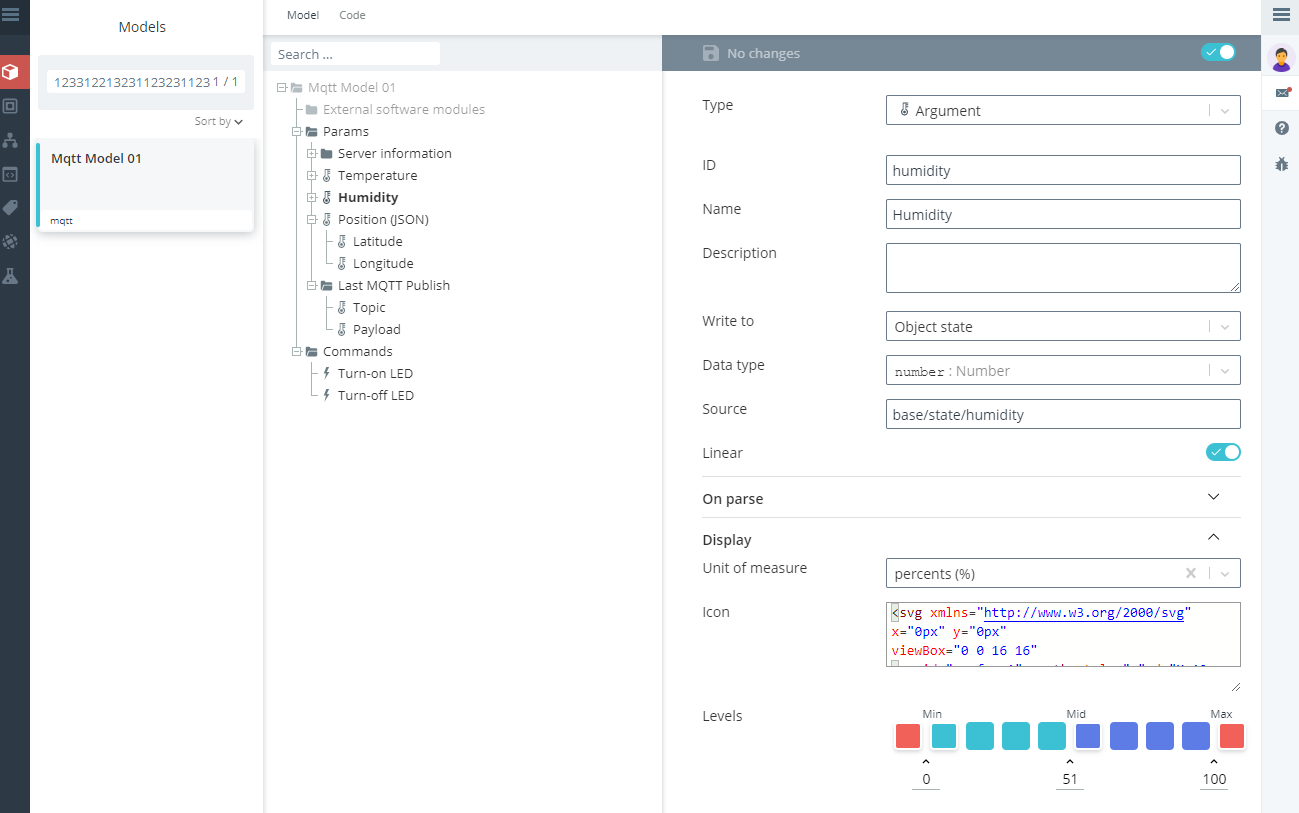 Models
123312213231123231123 1 / 1
Sort by
Mqtt Model 01
mqtt
Model Code
Search ...
Mqtt Model 01
External software modules
Params
Server information
Temperature
Humidity
Position (JSON)
Latitude
Longitude
Last MQTT Publish
Topic
Payload
Commands
Turn-on LED
Turn-off LED
No changes
Type Argument
ID humidity
Name Humidity
Description
Write to Object state
Data type number : Number
Source base/state/humidity
Linear
On parse
Display
Unit of measure percents (%)
Icon <svg xmlns="http://www.w3.org/2000/svg"
x="0px" y="0px"
viewBox="0 0 16 16"
Levels Min Mid Max
0 51 100